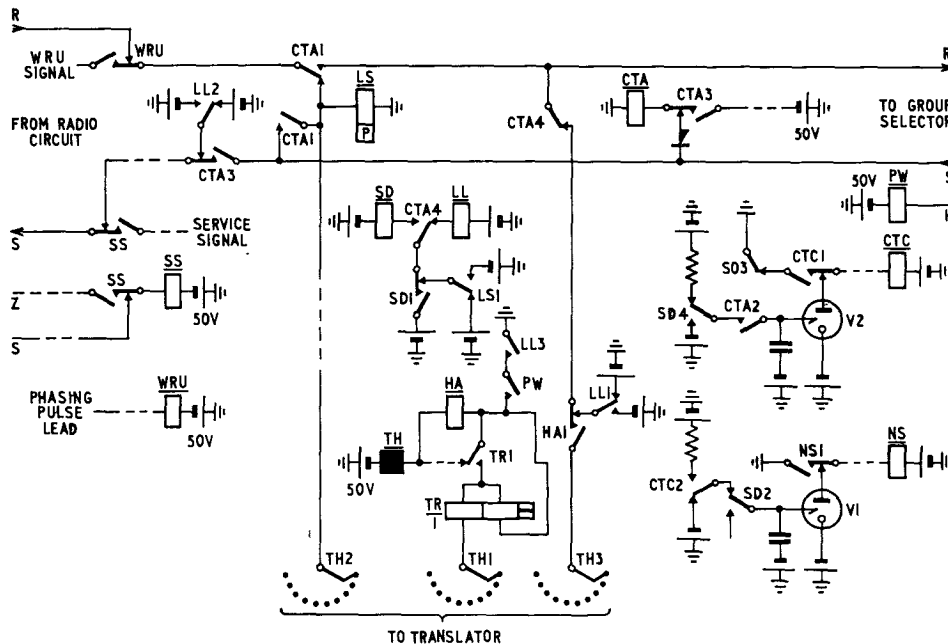 R
WRU SIGNAL
WRU
CTA1
LS
P
LL2
FROM RADIO CIRCUIT
CTA1
CTA3
CTA4
CTA
CTA3
50V
R
TO GROUP SELECTOR
S
50V
PW
S
SS
SERVICE SIGNAL
SD
CTA4
LL
SD1
LS1
SO3
CTC1
CTC
SD4
CTA2
V2
Z
SS
SS
50V
S
LL3
PW
PHASING PULSE LEAD
WRU
50V
HA
TH
50V
TR1
TR
1
HA1
LL1
CTC2
SD2
NS1
NS
V1
TH2
TH1
TH3
TO TRANSLATOR